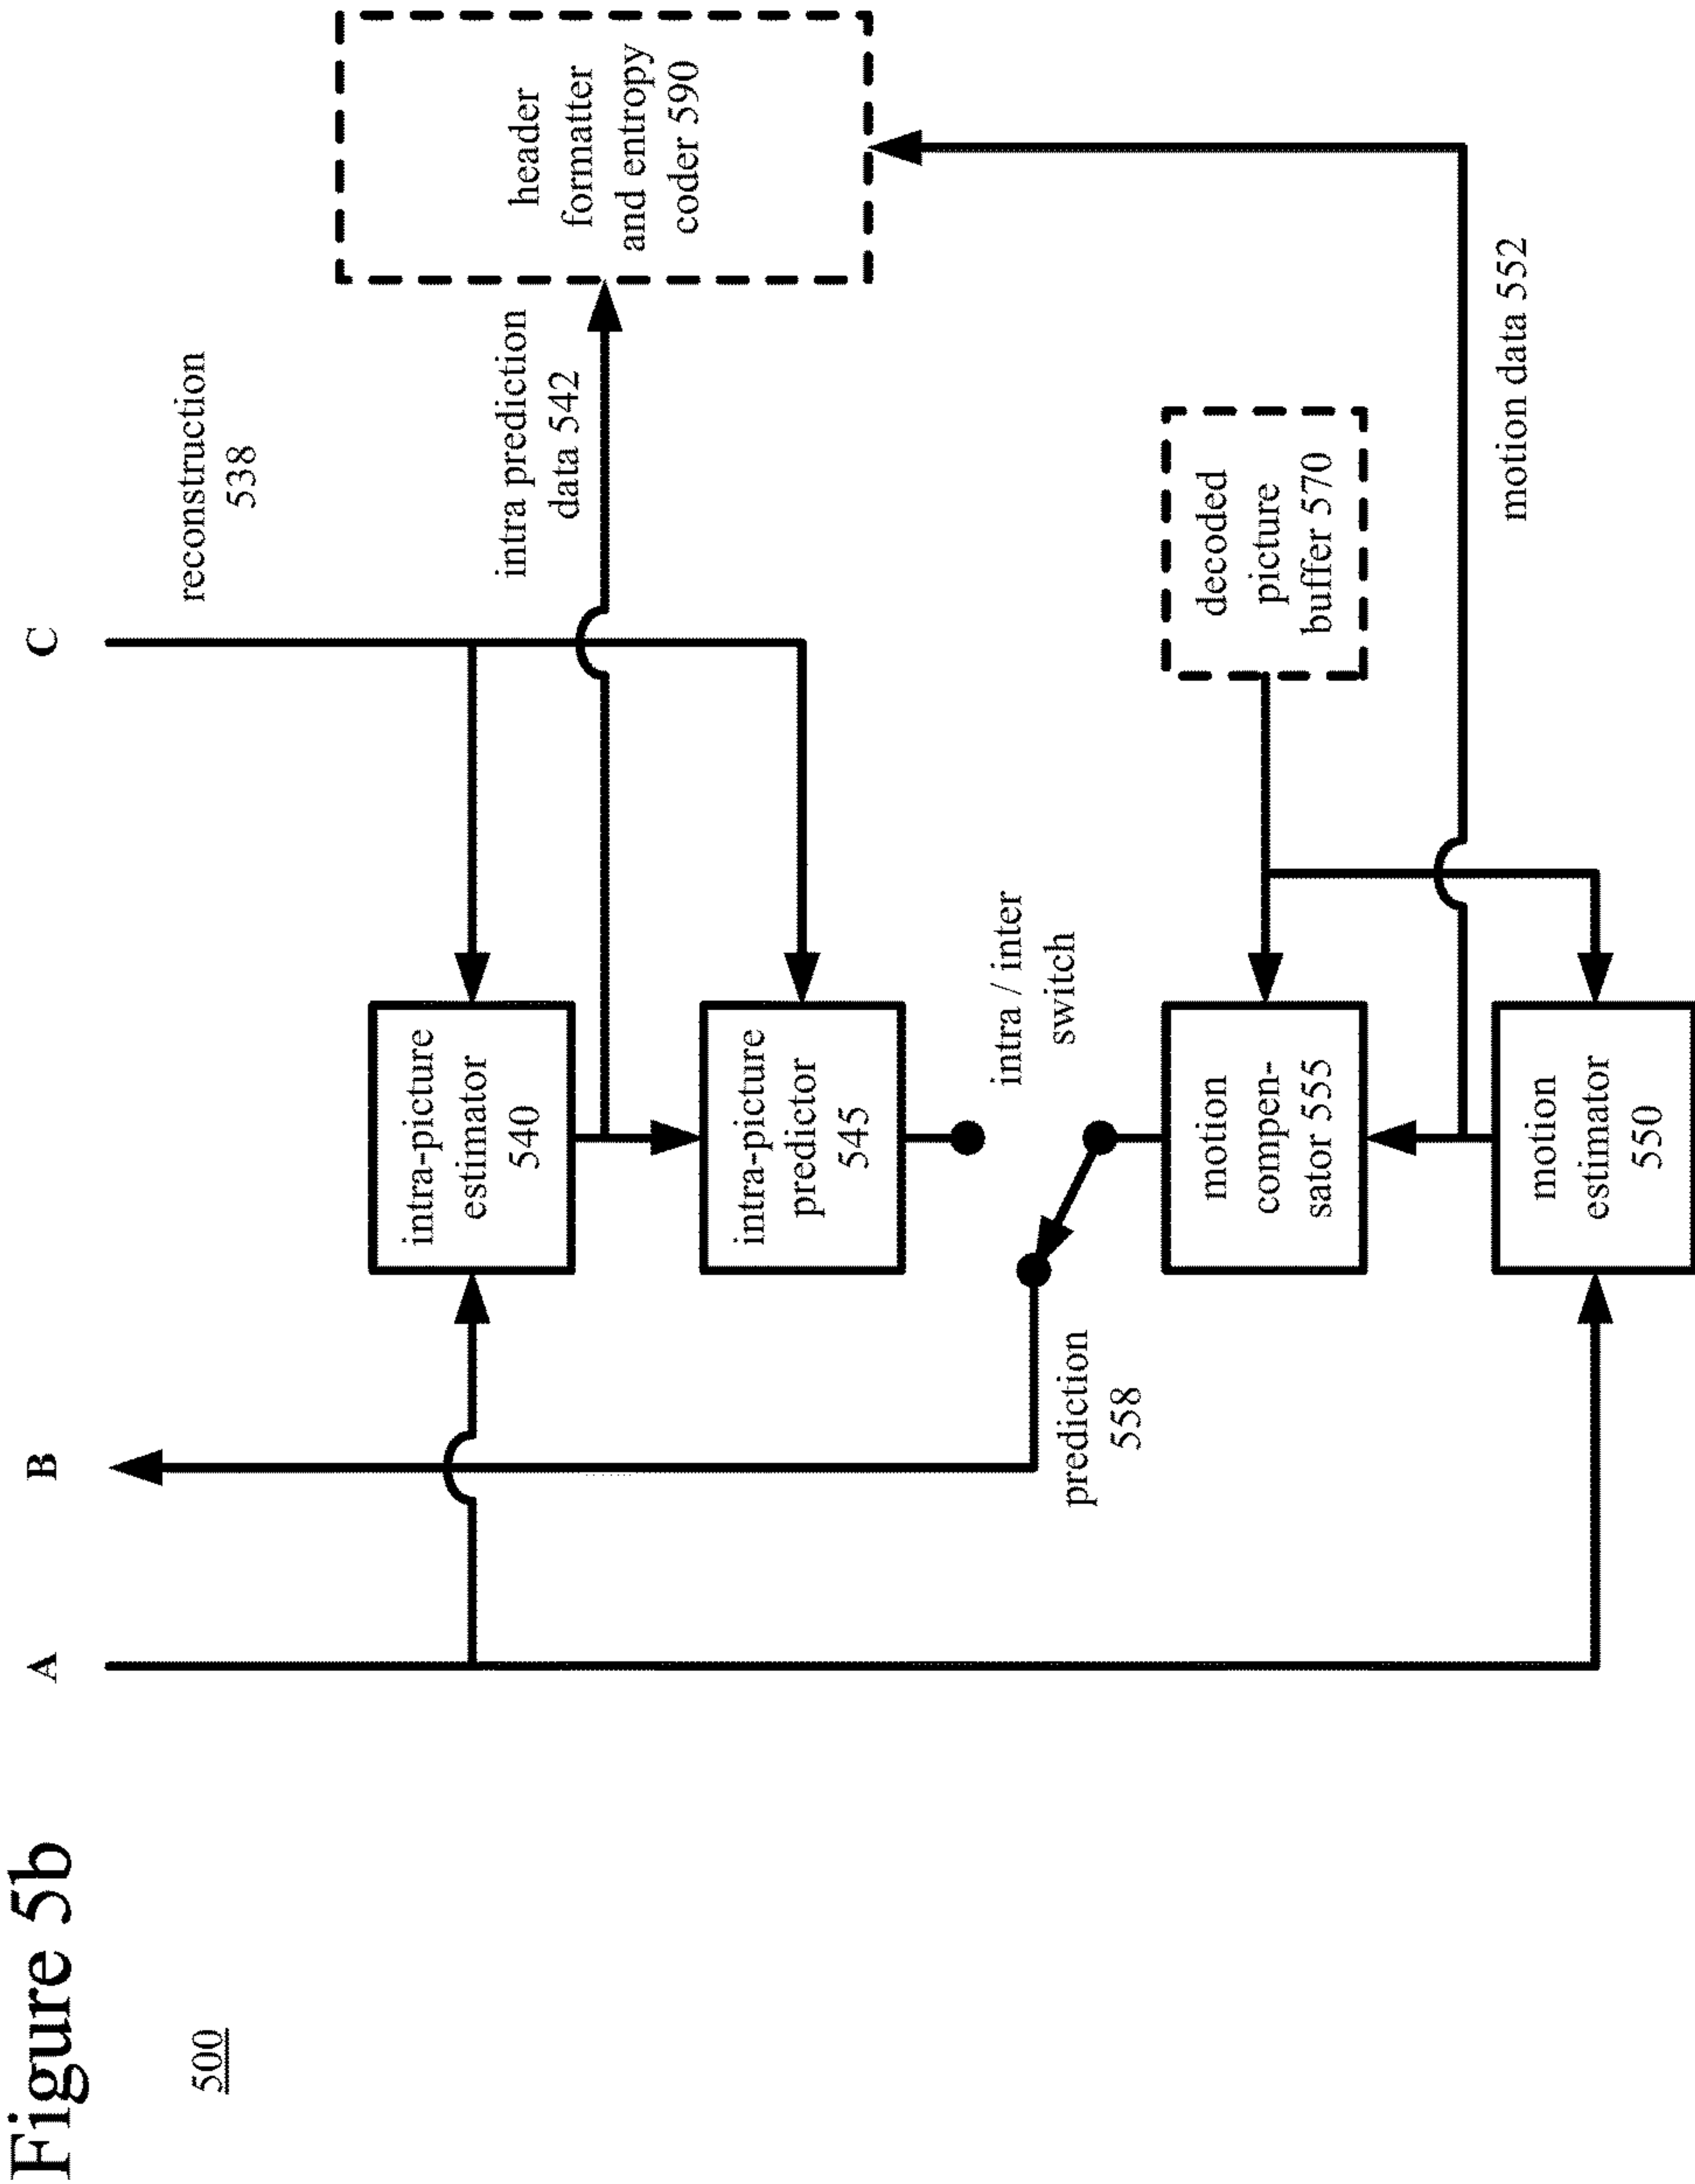 Figure 5b
500
A
B
C
reconstruction
538
intra-picture
estimator
540
intra prediction
data 542
header
formatter
and entropy
coder 590
intra-picture
predictor
545
intra / inter
switch
prediction
558
motion
compen-
sator 555
decoded
picture
buffer 570
motion
estimator
550
motion data 552